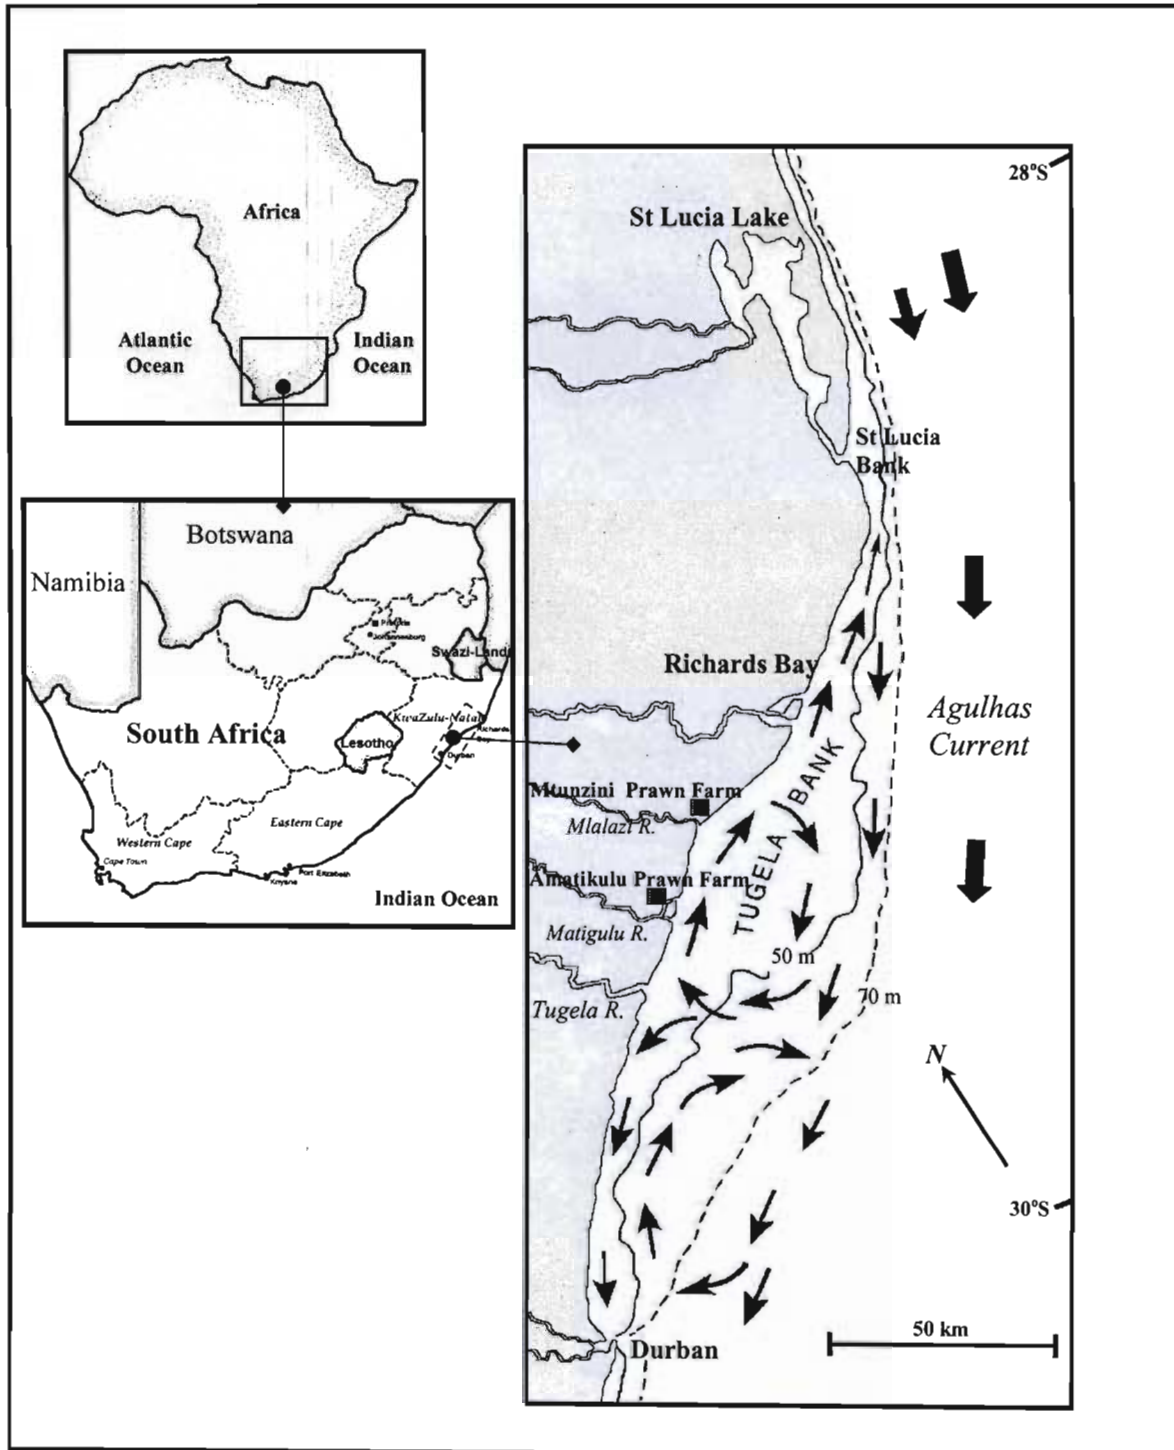 Africa
Atlantic
Ocean
Indian
Ocean
Botswana
Namibia
Pretoria
Johannesburg
Swazi-Land
South Africa
KwaZulu-Natal
Richards
Bay
Lesotho
Durban
Eastern Cape
Western Cape
Cape Town
Port Elizabeth
Knysna
Indian Ocean
28°S
St Lucia Lake
St Lucia
Bank
Richards Bay
Agulhas
Current
TUGELA BANK
Mtunzini Prawn Farm
Mlalazi R.
Amatikulu Prawn Farm
Matigulu R.
50 m
70 m
Tugela R.
N
30°S
50 km
Durban